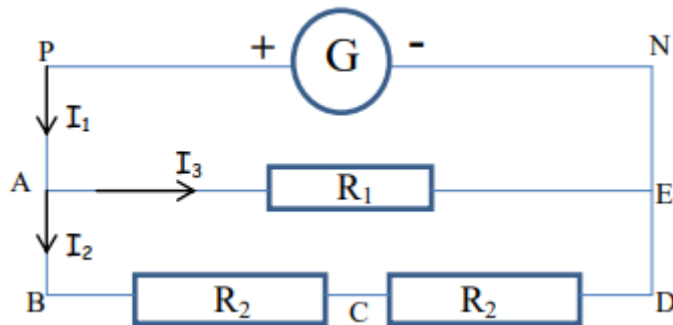 P + G - N
I₁
A I₃ R₁ E
I₂
B R₂ C R₂ D